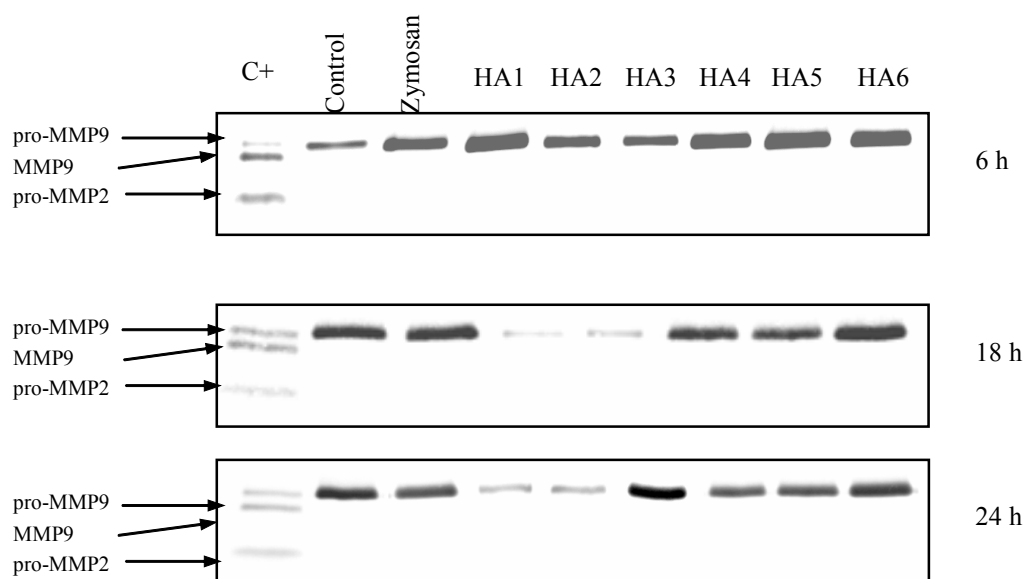 C+ Control Zymosan HA1 HA2 HA3 HA4 HA5 HA6
pro-MMP9
MMP9
pro-MMP2
6 h
pro-MMP9
MMP9
pro-MMP2
18 h
pro-MMP9
MMP9
pro-MMP2
24 h